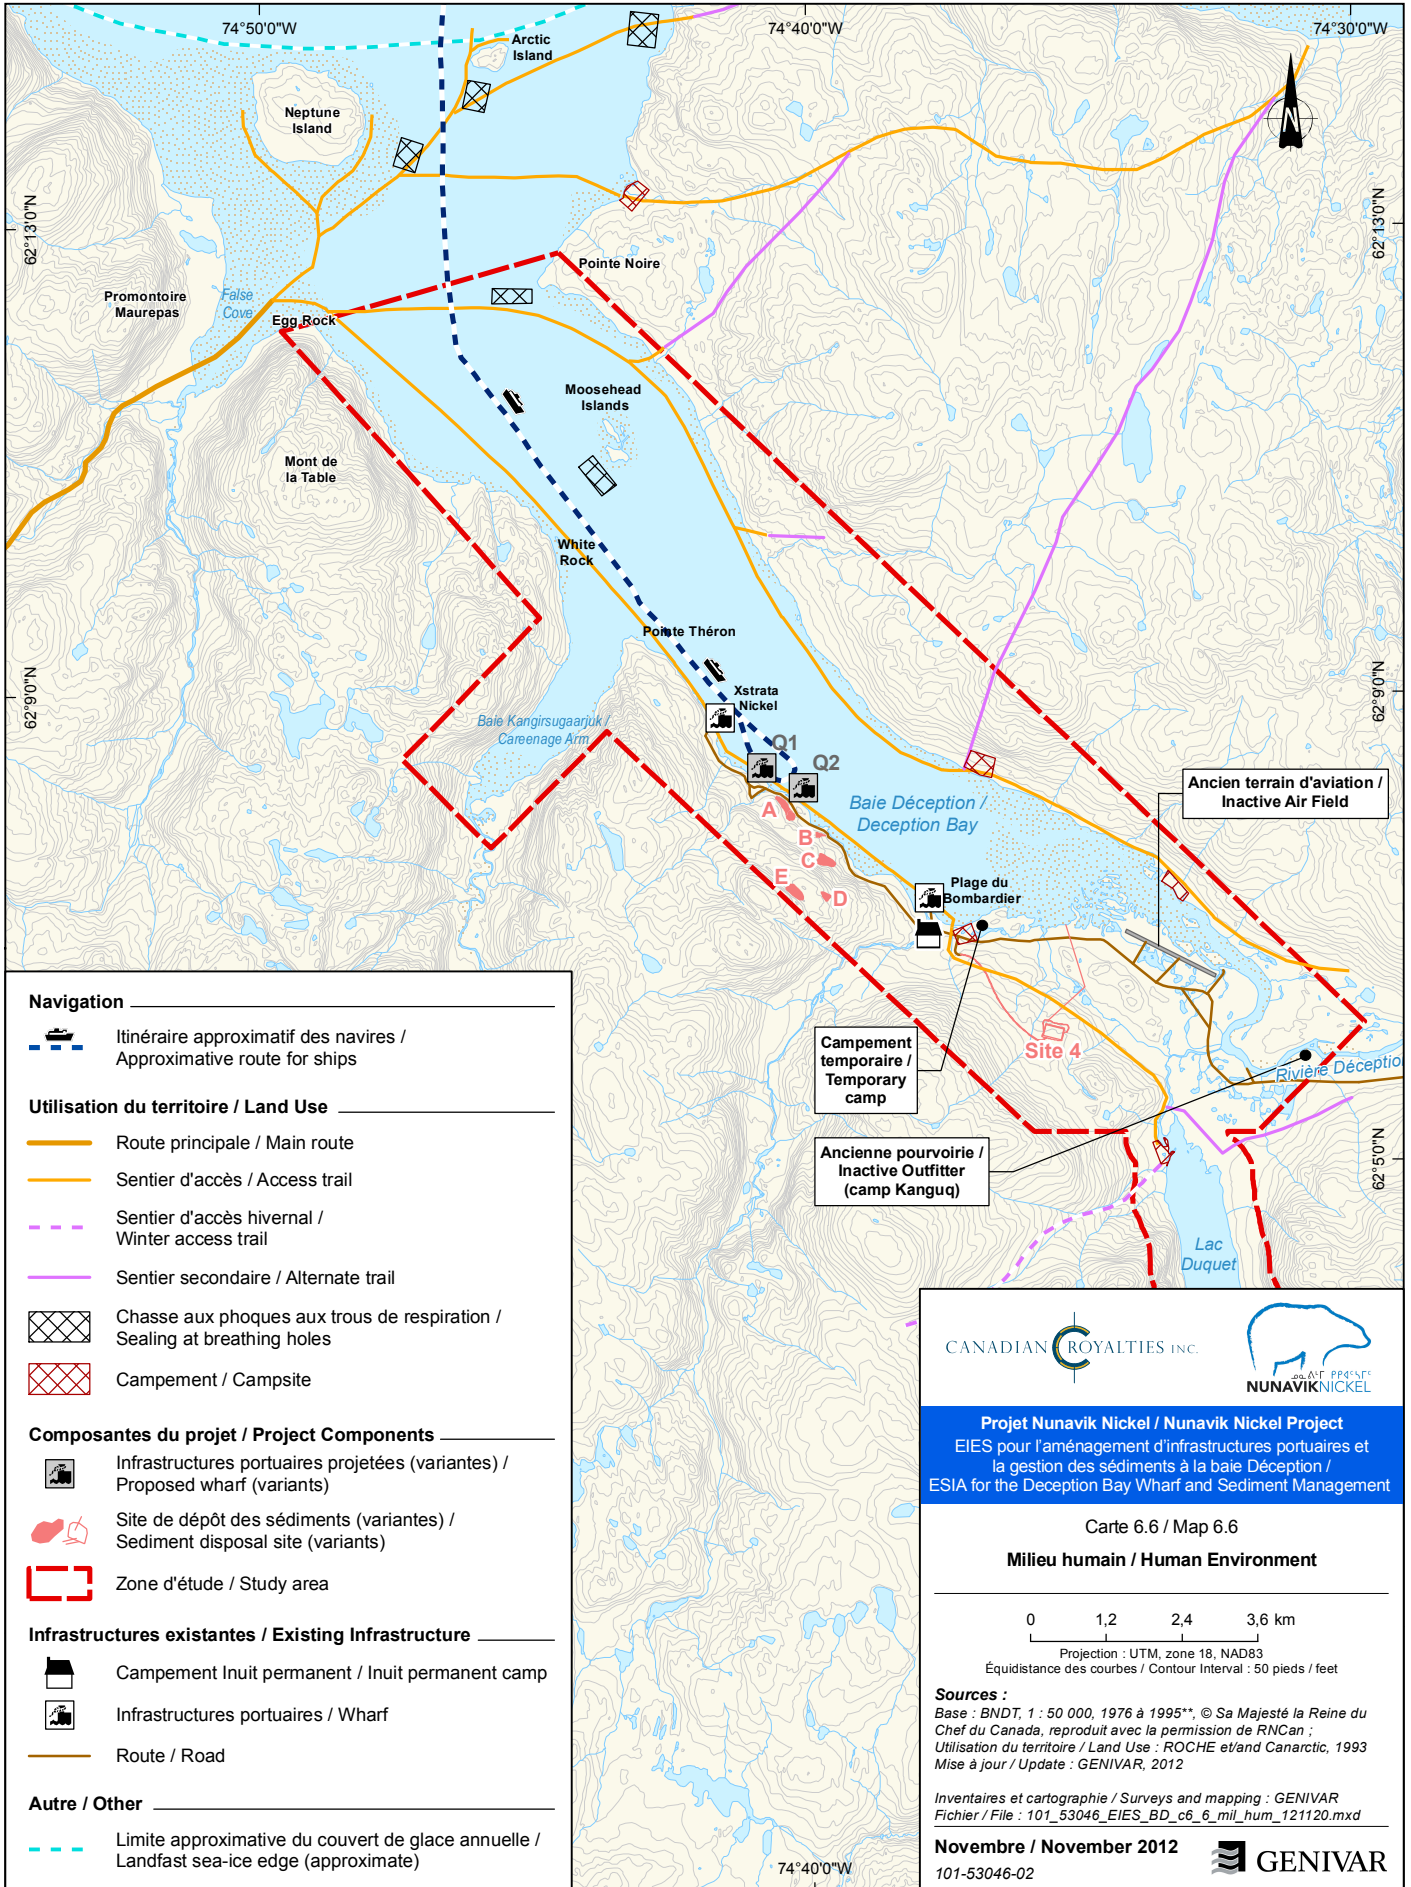 74°50'0"W
74°40'0"W
74°30'0"W
Arctic
Island
Neptune
Island
N
62°13'0"N
62°13'0"N
Pointe Noire
Promontoire
Maurepas
False
Cove
Egg Rock
Moosehead
Islands
Mont de
la Table
White
Rock
Pointe Théron
62°9'0"N
62°9'0"N
Xstrata
Nickel
Baie Kangirsugaarjuk /
Careenage Arm
Q1
Q2
Ancien terrain d'aviation /
Inactive Air Field
Baie Déception /
Deception Bay
A
B
C
E
D
Plage du
Bombardier
Campement
temporaire /
Temporary
camp
Site 4
Rivière Déception
Ancienne pourvoirie /
Inactive Outfitter
(camp Kanguq)
62°5'0"N
Lac
Duquet
74°40'0"W
Navigation
Itinéraire approximatif des navires /
Approximative route for ships
Utilisation du territoire / Land Use
Route principale / Main route
Sentier d'accès / Access trail
Sentier d'accès hivernal /
Winter access trail
Sentier secondaire / Alternate trail
Chasse aux phoques aux trous de respiration /
Sealing at breathing holes
Campement / Campsite
Composantes du projet / Project Components
Infrastructures portuaires projetées (variantes) /
Proposed wharf (variants)
Site de dépôt des sédiments (variantes) /
Sediment disposal site (variants)
Zone d'étude / Study area
Infrastructures existantes / Existing Infrastructure
Campement Inuit permanent / Inuit permanent camp
Infrastructures portuaires / Wharf
Route / Road
Autre / Other
Limite approximative du couvert de glace annuelle /
Landfast sea-ice edge (approximate)
CANADIAN ROYALTIES INC.
NUNAVIKNICKEL
Projet Nunavik Nickel / Nunavik Nickel Project
EIES pour l'aménagement d'infrastructures portuaires et
la gestion des sédiments à la baie Déception /
ESIA for the Deception Bay Wharf and Sediment Management
Carte 6.6 / Map 6.6
Milieu humain / Human Environment
0 1,2 2,4 3,6 km
Projection : UTM, zone 18, NAD83
Équidistance des courbes / Contour Interval : 50 pieds / feet
Sources :
Base : BNDT, 1 : 50 000, 1976 à 1995**, © Sa Majesté la Reine du
Chef du Canada, reproduit avec la permission de RNCan ;
Utilisation du territoire / Land Use : ROCHE et/and Canarctic, 1993
Mise à jour / Update : GENIVAR, 2012
Inventaires et cartographie / Surveys and mapping : GENIVAR
Fichier / File : 101_53046_EIES_BD_c6_6_mil_hum_121120.mxd
Novembre / November 2012
101-53046-02
GENIVAR